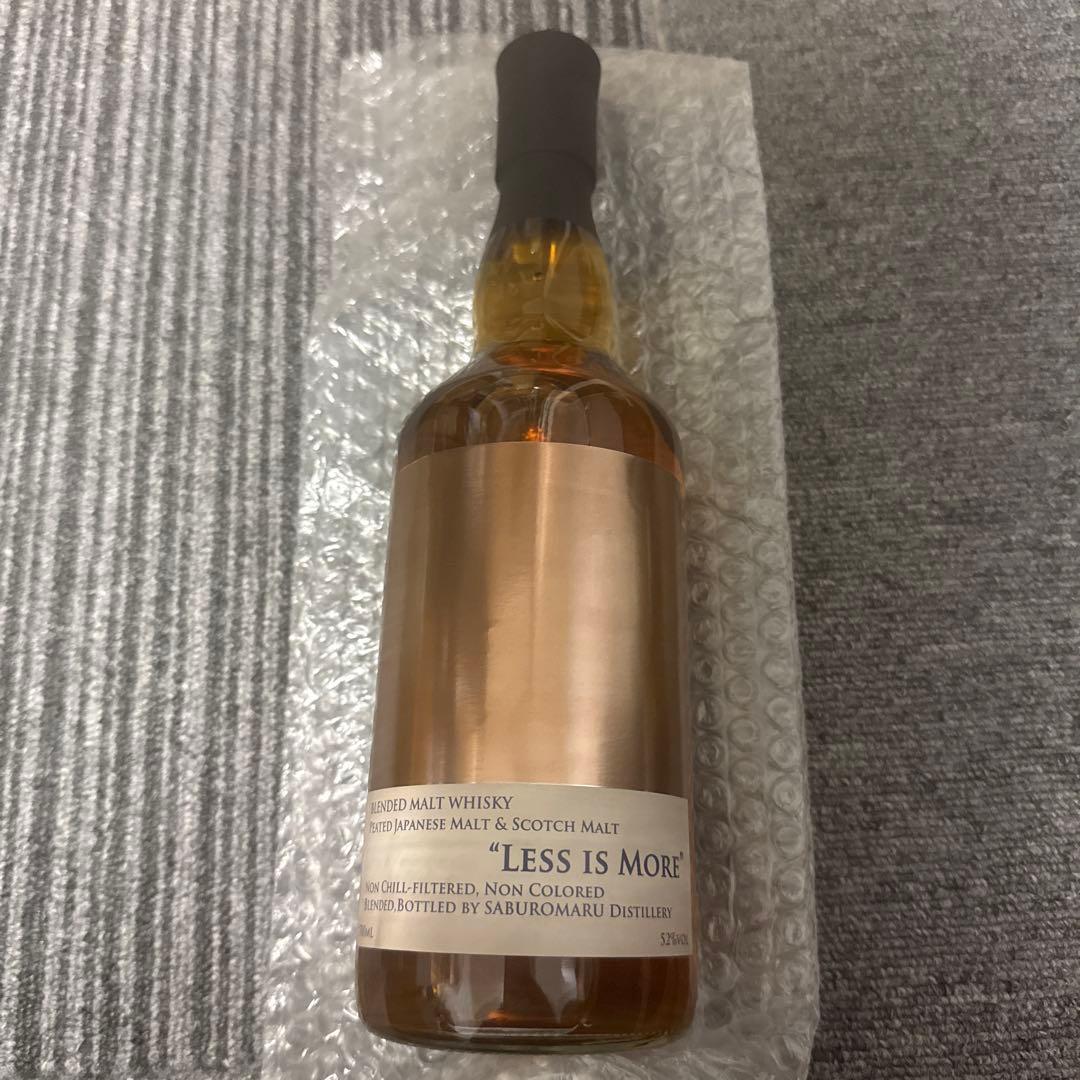 BLENDED MALT WHISKY
PEATED JAPANESE MALT & SCOTCH MALT
"LESS IS MORE"
NON CHILL-FILTERED, NON COLORED
BLENDED,BOTTLED BY SABUROMARU DISTILLERY
700ML
52%VOL